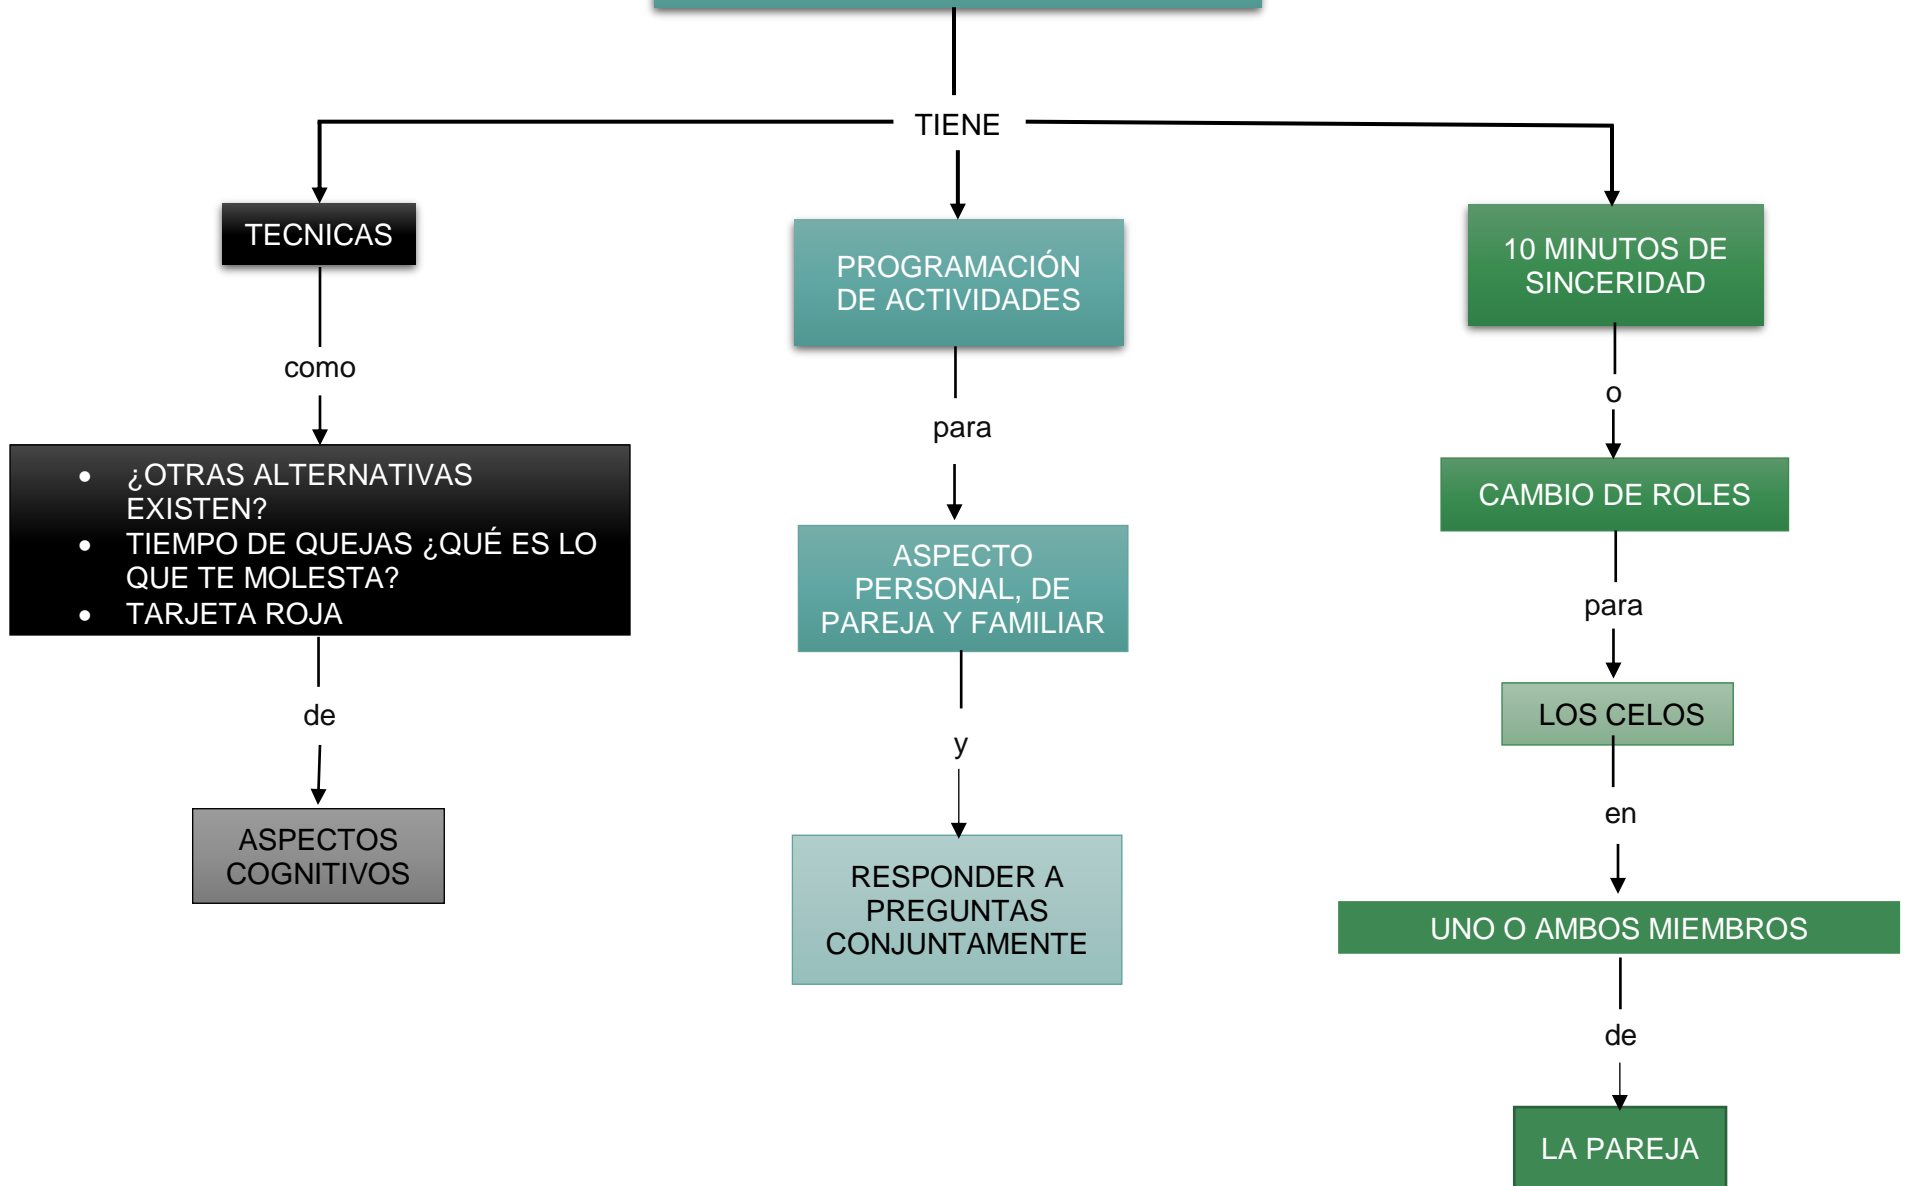 TIENE
TECNICAS
como
• ¿OTRAS ALTERNATIVAS
EXISTEN?
• TIEMPO DE QUEJAS ¿QUÉ ES LO
QUE TE MOLESTA?
• TARJETA ROJA
de
ASPECTOS
COGNITIVOS
PROGRAMACIÓN
DE ACTIVIDADES
para
ASPECTO
PERSONAL, DE
PAREJA Y FAMILIAR
y
RESPONDER A
PREGUNTAS
CONJUNTAMENTE
10 MINUTOS DE
SINCERIDAD
o
CAMBIO DE ROLES
para
LOS CELOS
en
UNO O AMBOS MIEMBROS
de
LA PAREJA